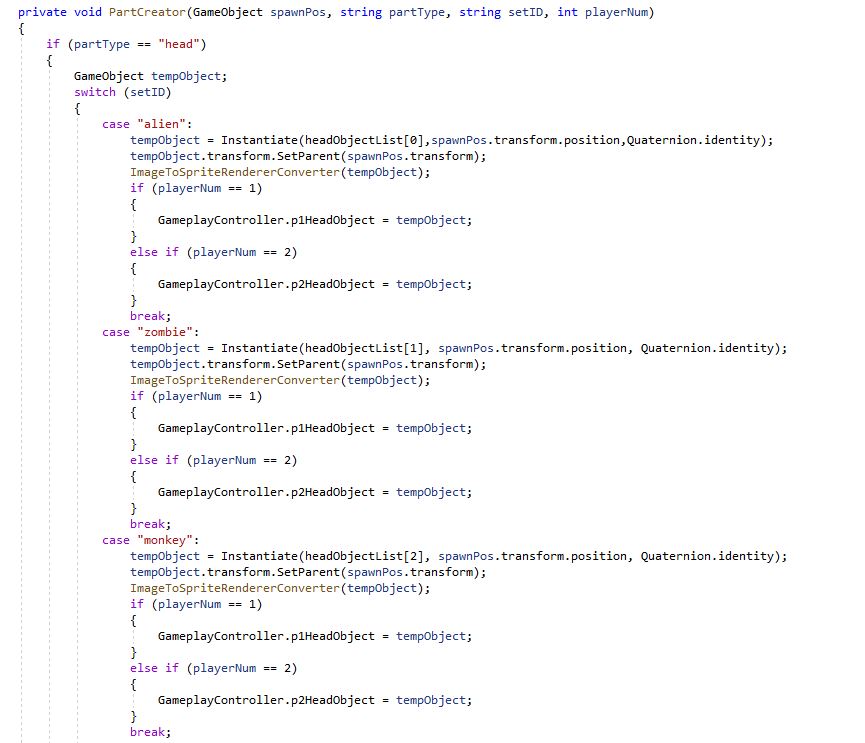 private void PartCreator(GameObject spawnPos, string partType, string setID, int playerNum)
{
    if (partType == "head")
    {
        GameObject tempObject;
        switch (setID)
        {
            case "alien":
                tempObject = Instantiate(headObjectList[0],spawnPos.transform.position,Quaternion.identity);
                tempObject.transform.SetParent(spawnPos.transform);
                ImageToSpriteRendererConverter(tempObject);
                if (playerNum == 1)
                {
                    GameplayController.p1HeadObject = tempObject;
                }
                else if (playerNum == 2)
                {
                    GameplayController.p2HeadObject = tempObject;
                }
                break;
            case "zombie":
                tempObject = Instantiate(headObjectList[1], spawnPos.transform.position, Quaternion.identity);
                tempObject.transform.SetParent(spawnPos.transform);
                ImageToSpriteRendererConverter(tempObject);
                if (playerNum == 1)
                {
                    GameplayController.p1HeadObject = tempObject;
                }
                else if (playerNum == 2)
                {
                    GameplayController.p2HeadObject = tempObject;
                }
                break;
            case "monkey":
                tempObject = Instantiate(headObjectList[2], spawnPos.transform.position, Quaternion.identity);
                tempObject.transform.SetParent(spawnPos.transform);
                ImageToSpriteRendererConverter(tempObject);
                if (playerNum == 1)
                {
                    GameplayController.p1HeadObject = tempObject;
                }
                else if (playerNum == 2)
                {
                    GameplayController.p2HeadObject = tempObject;
                }
                break;